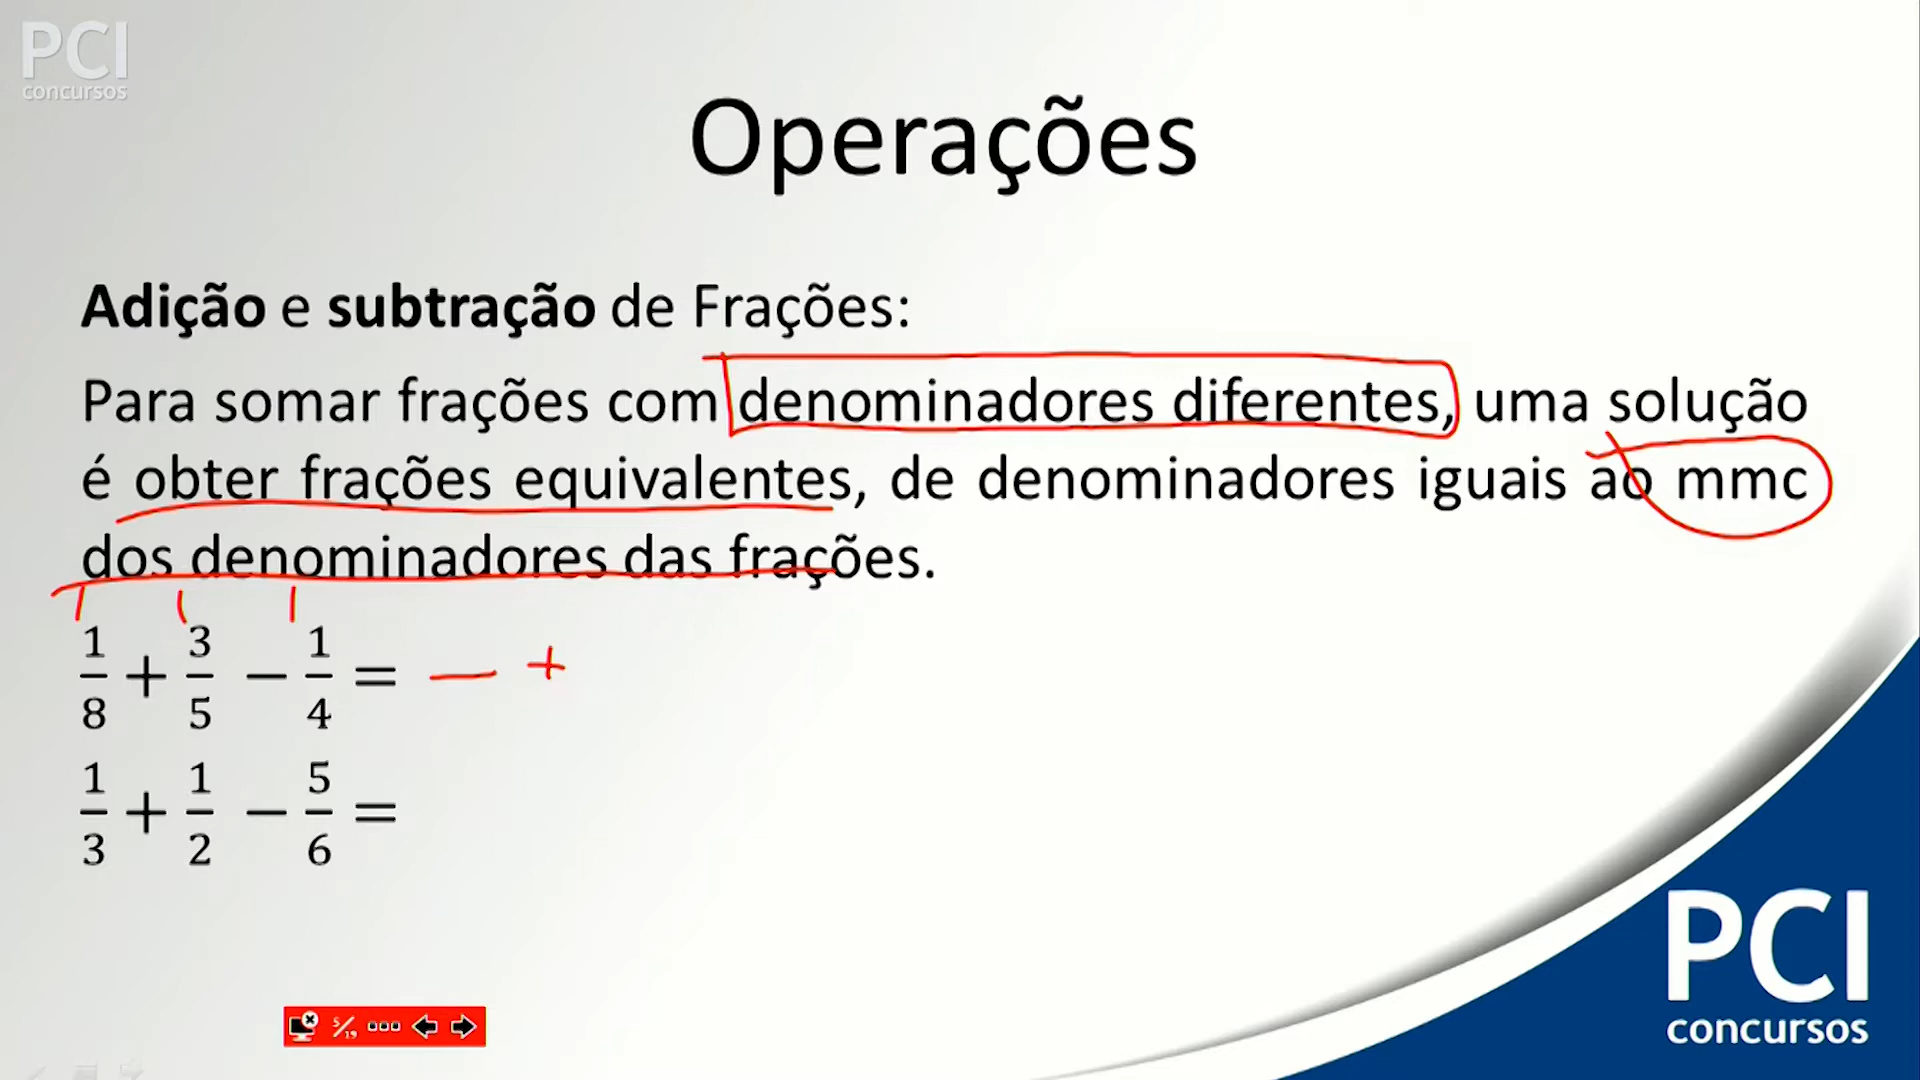 PCI
concursos
Operações
Adição e subtração de Frações:
Para somar frações com denominadores diferentes, uma solução
é obter frações equivalentes, de denominadores iguais ao mmc
dos denominadores das frações.
1/8 + 3/5 − 1/4 = — +
1/3 + 1/2 − 5/6 =
5/19
PCI
concursos